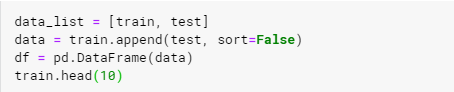 data_list = [train, test]
data = train.append(test, sort=False)
df = pd.DataFrame(data)
train.head(10)